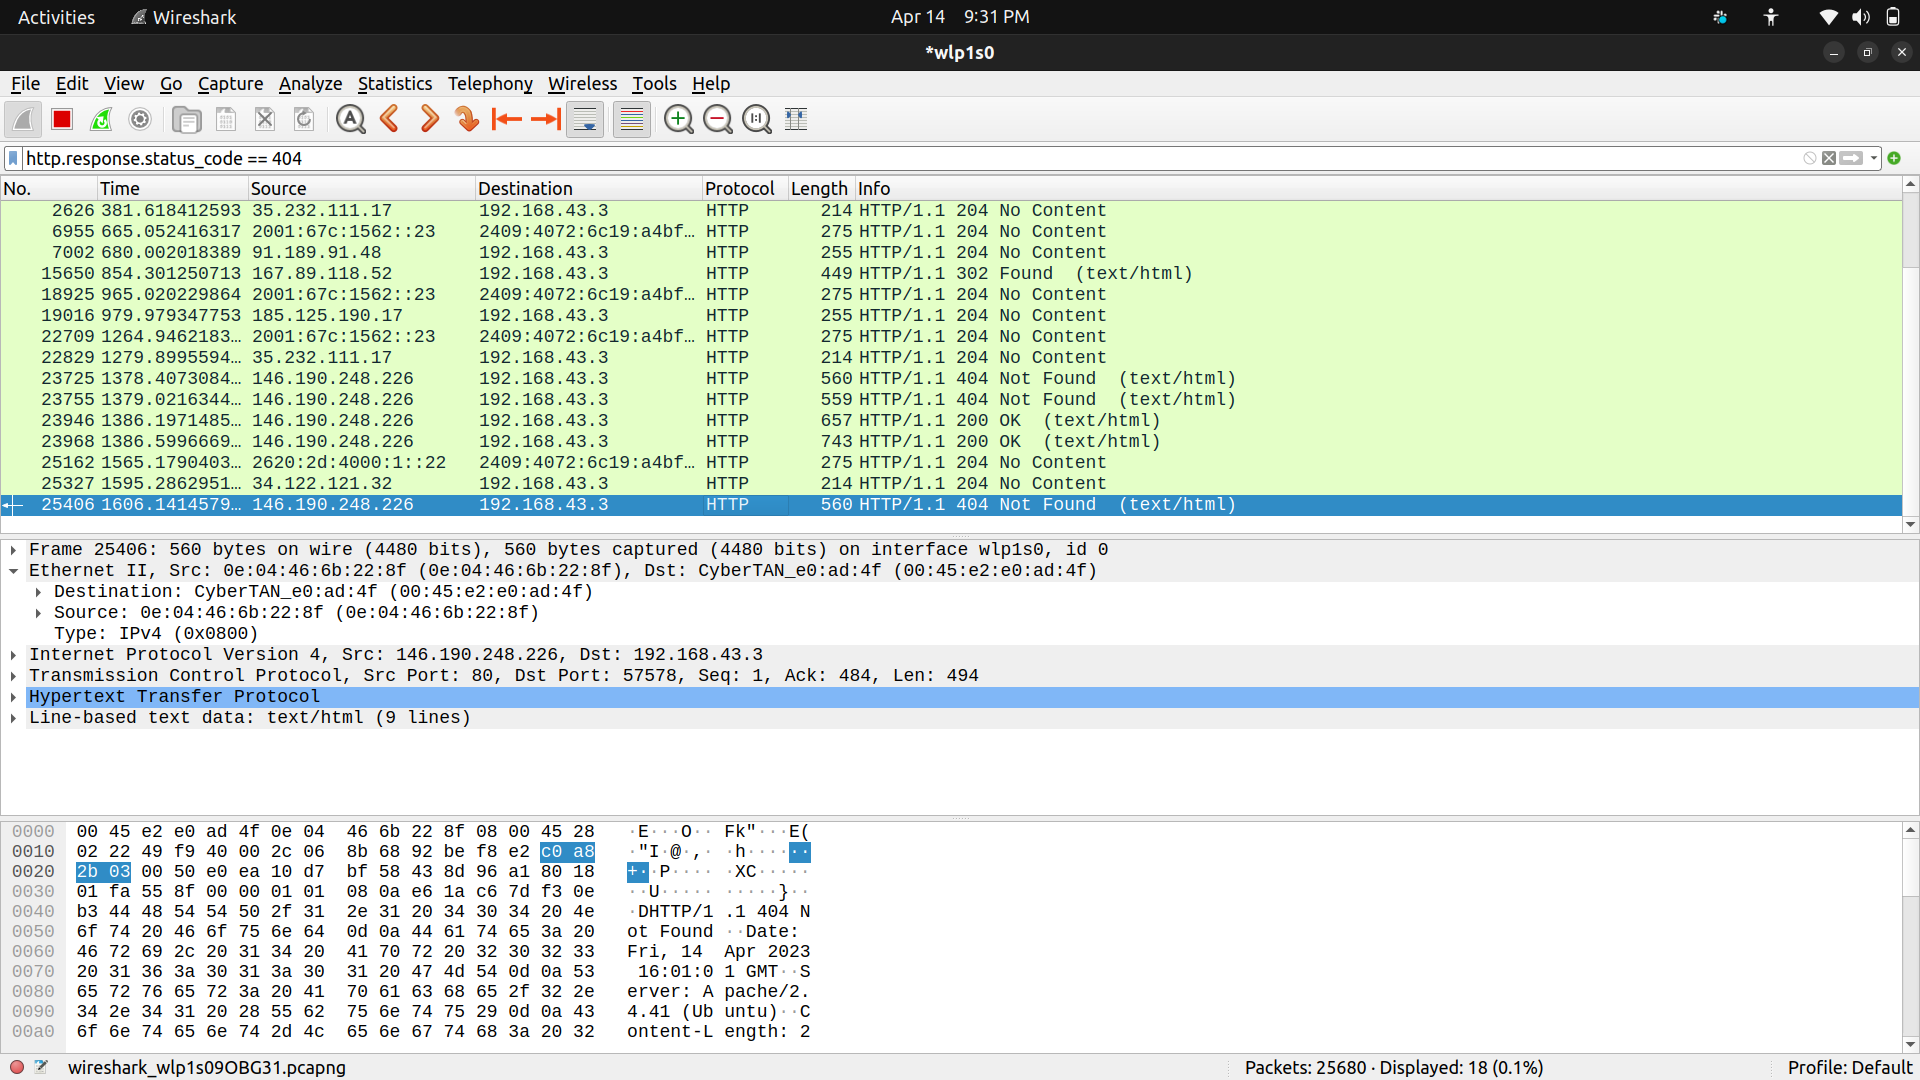 Activities Wireshark Apr 14 9:31 PM
*wlp1s0
File Edit View Go Capture Analyze Statistics Telephony Wireless Tools Help
http.response.status_code == 404
No. Time Source Destination Protocol Length Info
2626 381.618412593 35.232.111.17 192.168.43.3 HTTP 214 HTTP/1.1 204 No Content
6955 665.052416317 2001:67c:1562::23 2409:4072:6c19:a4bf… HTTP 275 HTTP/1.1 204 No Content
7002 680.002018389 91.189.91.48 192.168.43.3 HTTP 255 HTTP/1.1 204 No Content
15650 854.301250713 167.89.118.52 192.168.43.3 HTTP 449 HTTP/1.1 302 Found (text/html)
18925 965.020229864 2001:67c:1562::23 2409:4072:6c19:a4bf… HTTP 275 HTTP/1.1 204 No Content
19016 979.979347753 185.125.190.17 192.168.43.3 HTTP 255 HTTP/1.1 204 No Content
22709 1264.9462183… 2001:67c:1562::23 2409:4072:6c19:a4bf… HTTP 275 HTTP/1.1 204 No Content
22829 1279.8995594… 35.232.111.17 192.168.43.3 HTTP 214 HTTP/1.1 204 No Content
23725 1378.4073084… 146.190.248.226 192.168.43.3 HTTP 560 HTTP/1.1 404 Not Found (text/html)
23755 1379.0216344… 146.190.248.226 192.168.43.3 HTTP 559 HTTP/1.1 404 Not Found (text/html)
23946 1386.1971485… 146.190.248.226 192.168.43.3 HTTP 657 HTTP/1.1 200 OK (text/html)
23968 1386.5996669… 146.190.248.226 192.168.43.3 HTTP 743 HTTP/1.1 200 OK (text/html)
25162 1565.1790403… 2620:2d:4000:1::22 2409:4072:6c19:a4bf… HTTP 275 HTTP/1.1 204 No Content
25327 1595.2862951… 34.122.121.32 192.168.43.3 HTTP 214 HTTP/1.1 204 No Content
25406 1606.1414579… 146.190.248.226 192.168.43.3 HTTP 560 HTTP/1.1 404 Not Found (text/html)
Frame 25406: 560 bytes on wire (4480 bits), 560 bytes captured (4480 bits) on interface wlp1s0, id 0
Ethernet II, Src: 0e:04:46:6b:22:8f (0e:04:46:6b:22:8f), Dst: CyberTAN_e0:ad:4f (00:45:e2:e0:ad:4f)
Destination: CyberTAN_e0:ad:4f (00:45:e2:e0:ad:4f)
Source: 0e:04:46:6b:22:8f (0e:04:46:6b:22:8f)
Type: IPv4 (0x0800)
Internet Protocol Version 4, Src: 146.190.248.226, Dst: 192.168.43.3
Transmission Control Protocol, Src Port: 80, Dst Port: 57578, Seq: 1, Ack: 484, Len: 494
Hypertext Transfer Protocol
Line-based text data: text/html (9 lines)
0000 00 45 e2 e0 ad 4f 0e 04 46 6b 22 8f 08 00 45 28 ·E···O·· Fk"···E(
0010 02 22 49 f9 40 00 2c 06 8b 68 92 be f8 e2 c0 a8 ·"I·@·,· ·h······
0020 2b 03 00 50 e0 ea 10 d7 bf 58 43 8d 96 a1 80 18 +··P···· ·XC·····
0030 01 fa 55 8f 00 00 01 01 08 0a e6 1a c6 7d f3 0e ··U····· ·····}··
0040 b3 44 48 54 54 50 2f 31 2e 31 20 34 30 34 20 4e ·DHTTP/1 .1 404 N
0050 6f 74 20 46 6f 75 6e 64 0d 0a 44 61 74 65 3a 20 ot Found ··Date:
0060 46 72 69 2c 20 31 34 20 41 70 72 20 32 30 32 33 Fri, 14 Apr 2023
0070 20 31 36 3a 30 31 3a 30 31 20 47 4d 54 0d 0a 53 16:01:0 1 GMT··S
0080 65 72 76 65 72 3a 20 41 70 61 63 68 65 2f 32 2e erver: A pache/2.
0090 34 2e 34 31 20 28 55 62 75 6e 74 75 29 0d 0a 43 4.41 (Ub untu)··C
00a0 6f 6e 74 65 6e 74 2d 4c 65 6e 67 74 68 3a 20 32 ontent-L ength: 2
wireshark_wlp1s09OBG31.pcapng Packets: 25680 · Displayed: 18 (0.1%) Profile: Default